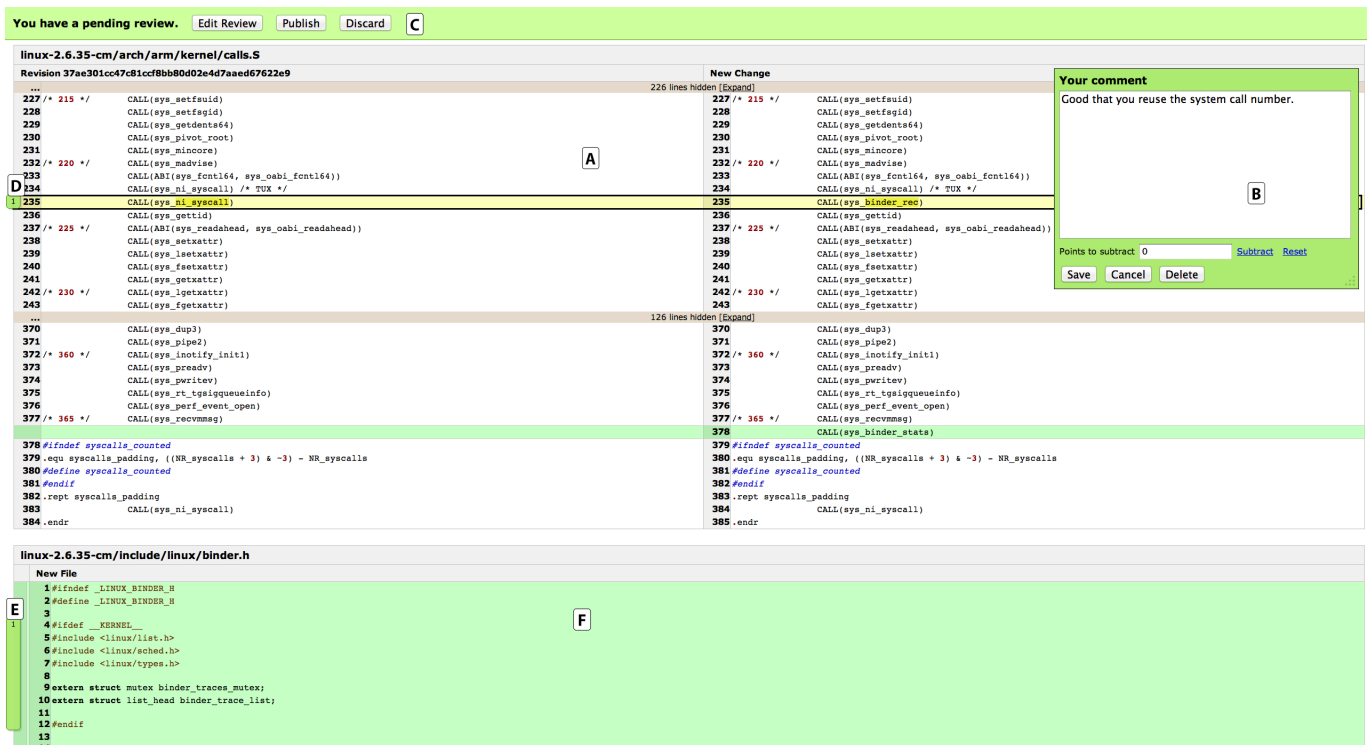 You have a pending review. Edit Review Publish Discard C
linux-2.6.35-cm/arch/arm/kernel/calls.S
Revision 37ae301cc47c81ccf8bb80d02e4d7aaed67622e9 New Change
... 226 lines hidden [Expand]
227 /* 215 */ CALL(sys_setfsuid) 227 /* 215 */ CALL(sys_setfsuid)
228 CALL(sys_setfsgid) 228 CALL(sys_setfsgid)
229 CALL(sys_getdents64) 229 CALL(sys_getdents64)
230 CALL(sys_pivot_root) 230 CALL(sys_pivot_root)
231 CALL(sys_mincore) 231 CALL(sys_mincore)
A
232 /* 220 */ CALL(sys_madvise) 232 /* 220 */ CALL(sys_madvise)
233 CALL(ABI(sys_fcntl64, sys_oabi_fcntl64)) 233 CALL(ABI(sys_fcntl64, sys_oabi_fcntl64))
D
234 CALL(sys_ni_syscall) /* TUX */ 234 CALL(sys_ni_syscall) /* TUX */
1 235 CALL(sys_ni_syscall) 235 CALL(sys_binder_rec)
236 CALL(sys_gettid) 236 CALL(sys_gettid)
237 /* 225 */ CALL(ABI(sys_readahead, sys_oabi_readahead)) 237 /* 225 */ CALL(ABI(sys_readahead, sys_oabi_readahead))
238 CALL(sys_setxattr) 238 CALL(sys_setxattr)
239 CALL(sys_lsetxattr) 239 CALL(sys_lsetxattr)
240 CALL(sys_fsetxattr) 240 CALL(sys_fsetxattr)
241 CALL(sys_getxattr) 241 CALL(sys_getxattr)
242 /* 230 */ CALL(sys_lgetxattr) 242 /* 230 */ CALL(sys_lgetxattr)
243 CALL(sys_fgetxattr) 243 CALL(sys_fgetxattr)
Your comment
Good that you reuse the system call number.
B
Points to subtract 0 Subtract Reset
Save Cancel Delete
... 126 lines hidden [Expand]
370 CALL(sys_dup3) 370 CALL(sys_dup3)
371 CALL(sys_pipe2) 371 CALL(sys_pipe2)
372 /* 360 */ CALL(sys_inotify_init1) 372 /* 360 */ CALL(sys_inotify_init1)
373 CALL(sys_preadv) 373 CALL(sys_preadv)
374 CALL(sys_pwritev) 374 CALL(sys_pwritev)
375 CALL(sys_rt_tgsigqueueinfo) 375 CALL(sys_rt_tgsigqueueinfo)
376 CALL(sys_perf_event_open) 376 CALL(sys_perf_event_open)
377 /* 365 */ CALL(sys_recvmmsg) 377 /* 365 */ CALL(sys_recvmmsg)
378 CALL(sys_binder_stats)
378 #ifndef syscalls_counted 379 #ifndef syscalls_counted
379 .equ syscalls_padding, ((NR_syscalls + 3) & ~3) - NR_syscalls 380 .equ syscalls_padding, ((NR_syscalls + 3) & ~3) - NR_syscalls
380 #define syscalls_counted 381 #define syscalls_counted
381 #endif 382 #endif
382 .rept syscalls_padding 383 .rept syscalls_padding
383 CALL(sys_ni_syscall) 384 CALL(sys_ni_syscall)
384 .endr 385 .endr
linux-2.6.35-cm/include/linux/binder.h
New File
1 #ifndef _LINUX_BINDER_H
2 #define _LINUX_BINDER_H
E
3
F
1 4 #ifdef __KERNEL__
5 #include <linux/list.h>
6 #include <linux/sched.h>
7 #include <linux/types.h>
8
9 extern struct mutex binder_traces_mutex;
10 extern struct list_head binder_trace_list;
11
12 #endif
13